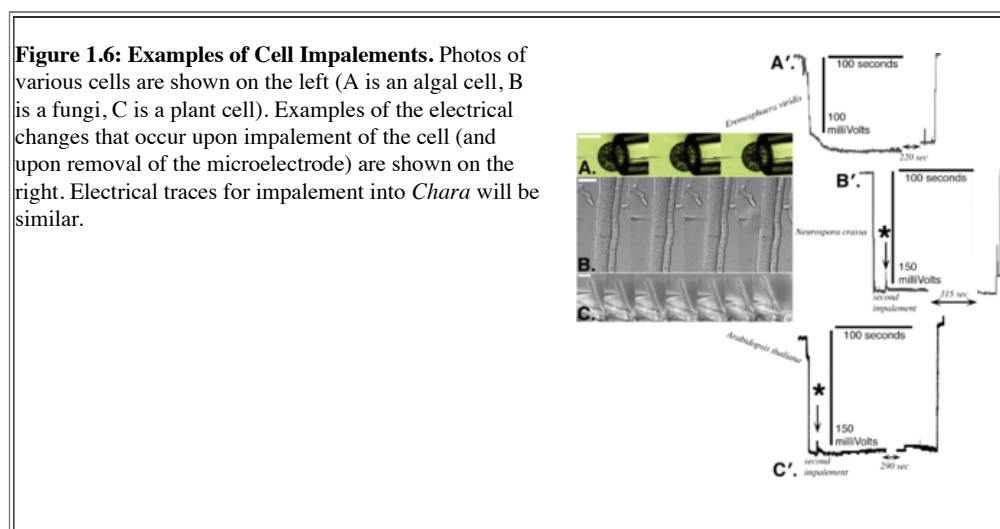 Figure 1.6: Examples of Cell Impalements. Photos of
various cells are shown on the left (A is an algal cell, B
is a fungi, C is a plant cell). Examples of the electrical
changes that occur upon impalement of the cell (and
upon removal of the microelectrode) are shown on the
right. Electrical traces for impalement into Chara will be
similar.
A'.
100 seconds
Eremosphaera viridis
100
milliVolts
220 sec
A.
B'.
100 seconds
Neurospora crassa
*
150
milliVolts
second
impalement
315 sec
B.
C.
Arabidopsis thaliana
100 seconds
*
150
milliVolts
C'.
second
impalement
290 sec